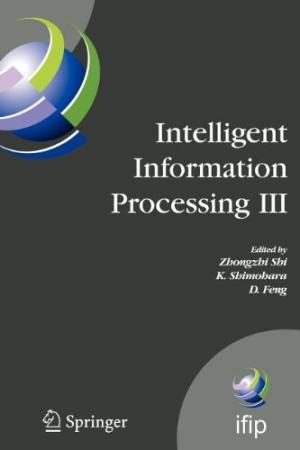 Intelligent
Information
Processing III
Edited by
Zhongzhi Shi
K. Shimohara
D. Feng
Springer
ifip